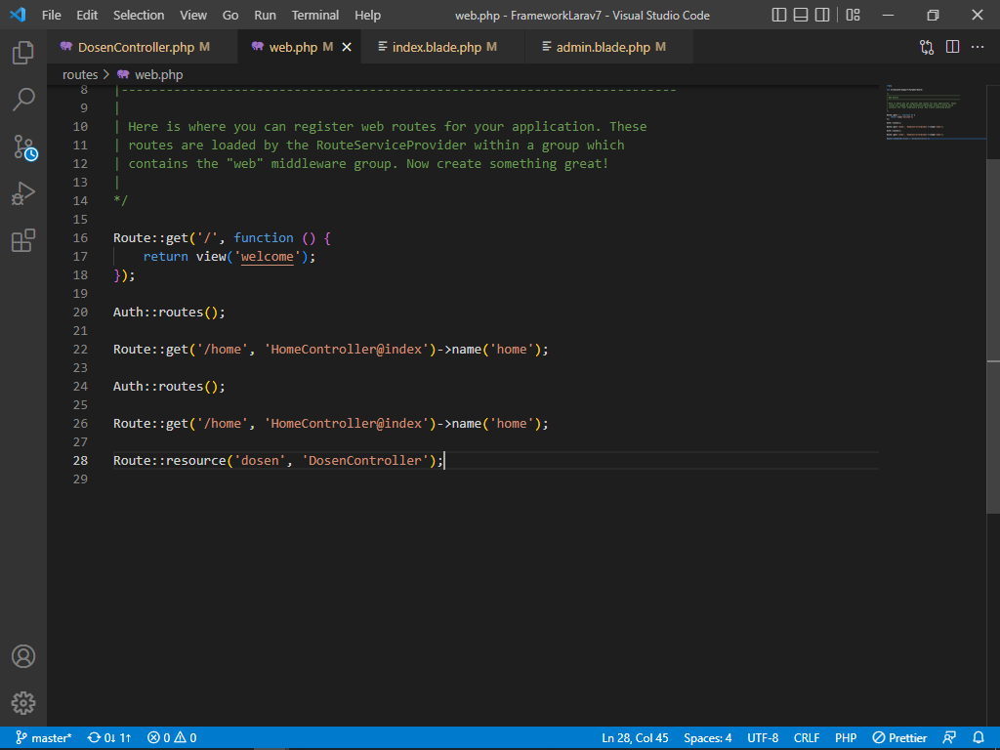 File Edit Selection View Go Run Terminal Help web.php - FrameworkLarav7 - Visual Studio Code
DosenController.php M web.php M index.blade.php M admin.blade.php M
routes > web.php
8 |--------------------------------------------------------------------------
9 |
10 | Here is where you can register web routes for your application. These
11 | routes are loaded by the RouteServiceProvider within a group which
12 | contains the "web" middleware group. Now create something great!
13 |
14 */
15
16 Route::get('/', function () {
17 return view('welcome');
18 });
19
20 Auth::routes();
21
22 Route::get('/home', 'HomeController@index')->name('home');
23
24 Auth::routes();
25
26 Route::get('/home', 'HomeController@index')->name('home');
27
28 Route::resource('dosen', 'DosenController');
29
master* 0↓ 1↑ 0 0 Ln 28, Col 45 Spaces: 4 UTF-8 CRLF PHP Prettier